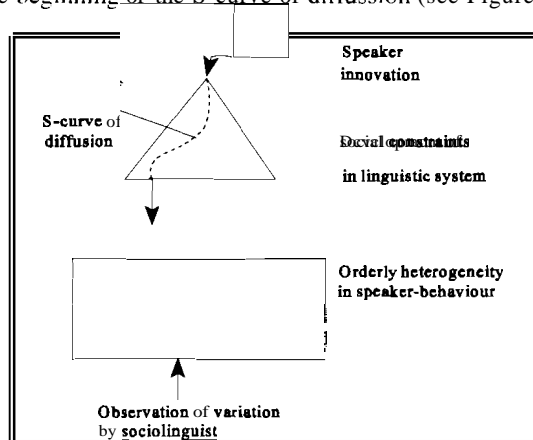 e beginning of the S-curve of diffusion (see Figure
Speaker
innovation
S-curve of
diffusion
constraints
in linguistic system
Orderly heterogeneity
in speaker-behaviour
Observation of variation
by sociolinguist